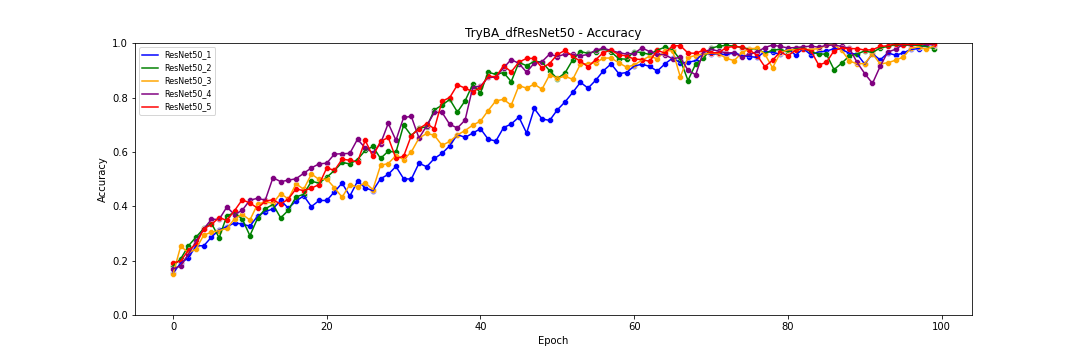 TryBA_dfResNet50 - Accuracy
ResNet50_1
ResNet50_2
ResNet50_3
ResNet50_4
ResNet50_5
Accuracy
1.0
0.8
0.6
0.4
0.2
0.0
0 20 40 60 80 100
Epoch